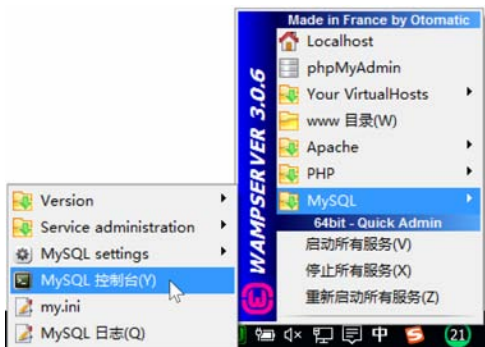 Made in France by Otomatic
Localhost
phpMyAdmin
Your VirtualHosts
www 目录(W)
Apache
PHP
MySQL
64bit - Quick Admin
启动所有服务(V)
停止所有服务(X)
重新启动所有服务(Z)
WAMPSERVER 3.0.6
Version
Service administration
MySQL settings
MySQL 控制台(Y)
my.ini
MySQL 日志(Q)
中
21